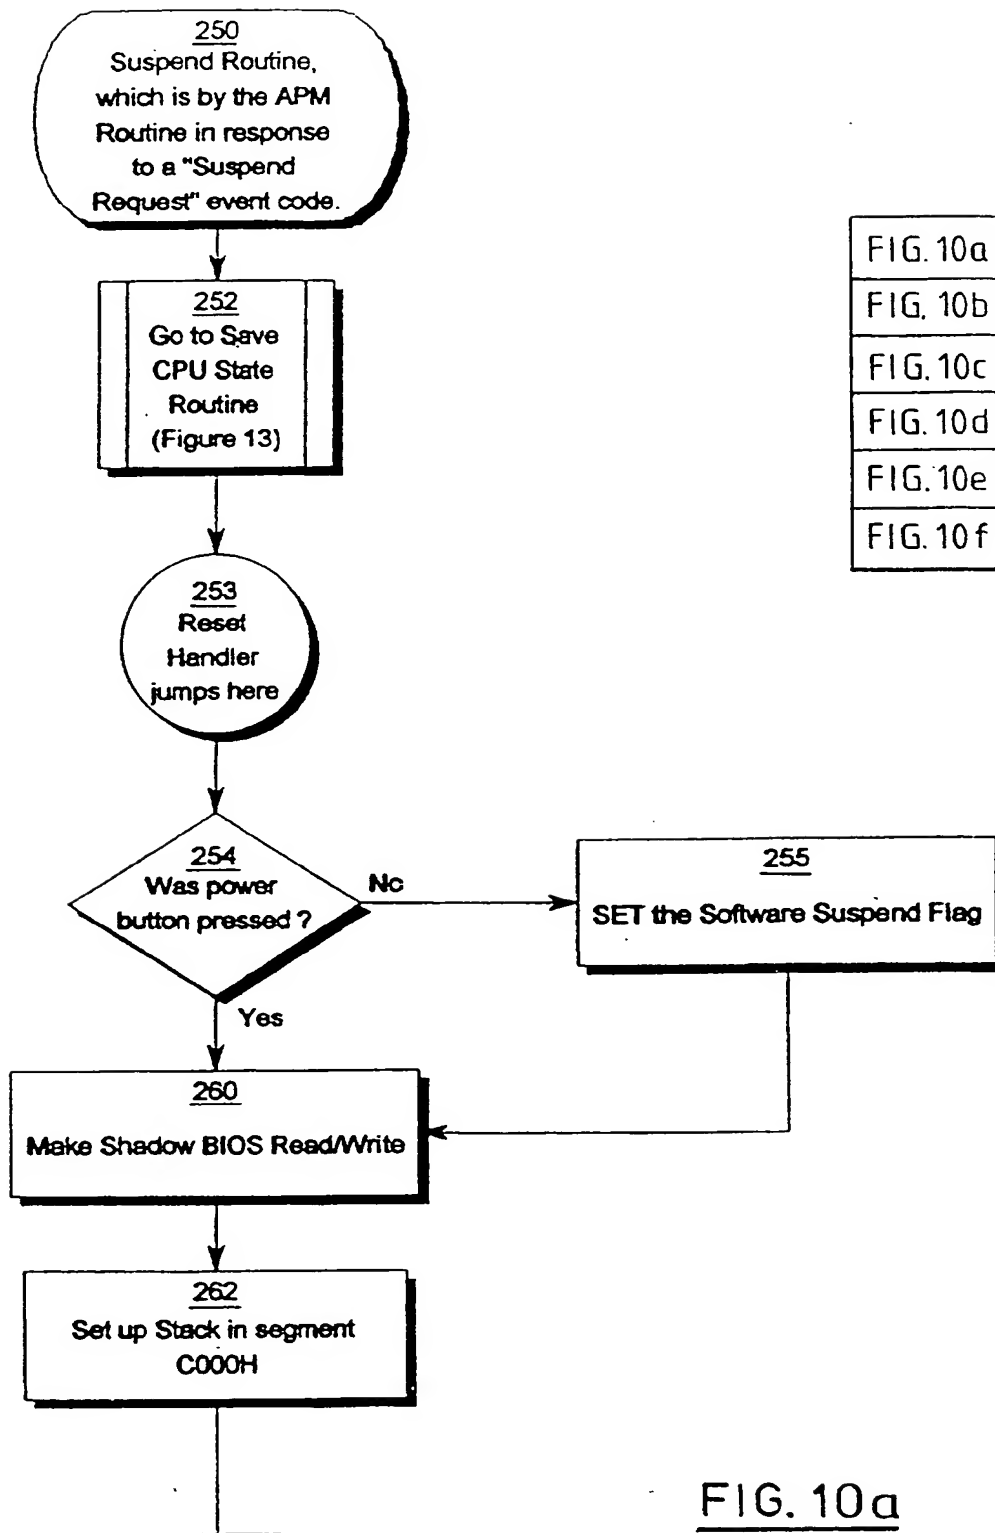 250
Suspend Routine,
which is by the APM
Routine in response
to a "Suspend
Request" event code.
252
Go to Save
CPU State
Routine
(Figure 13)
FIG. 10a
FIG. 10b
FIG. 10c
FIG. 10d
FIG. 10e
FIG. 10f
253
Reset
Handler
jumps here
254
Was power
button pressed ?
No
Yes
255
SET the Software Suspend Flag
260
Make Shadow BIOS Read/Write
262
Set up Stack in segment
C000H
FIG. 10a